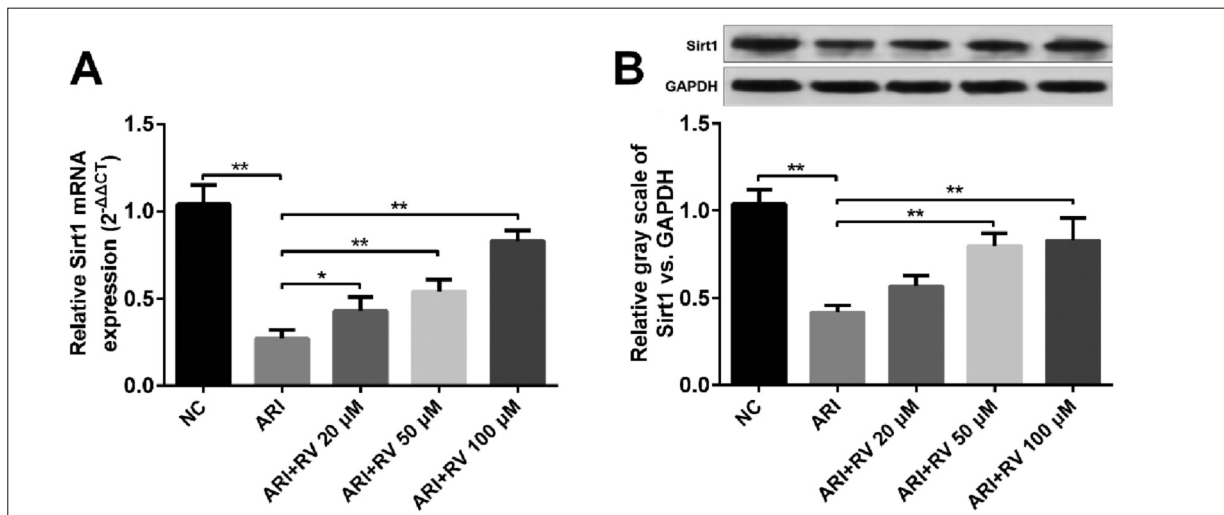 A
Relative Sirt1 mRNA
expression (2^-ΔΔCT)
1.5
1.0
0.5
0.0
**
**
**
*
NC
ARI
ARI+RV 20 μM
ARI+RV 50 μM
ARI+RV 100 μM
B
Sirt1
GAPDH
Relative gray scale of
Sirt1 vs. GAPDH
1.5
1.0
0.5
0.0
**
**
**
NC
ARI
ARI+RV 20 μM
ARI+RV 50 μM
ARI+RV 100 μM